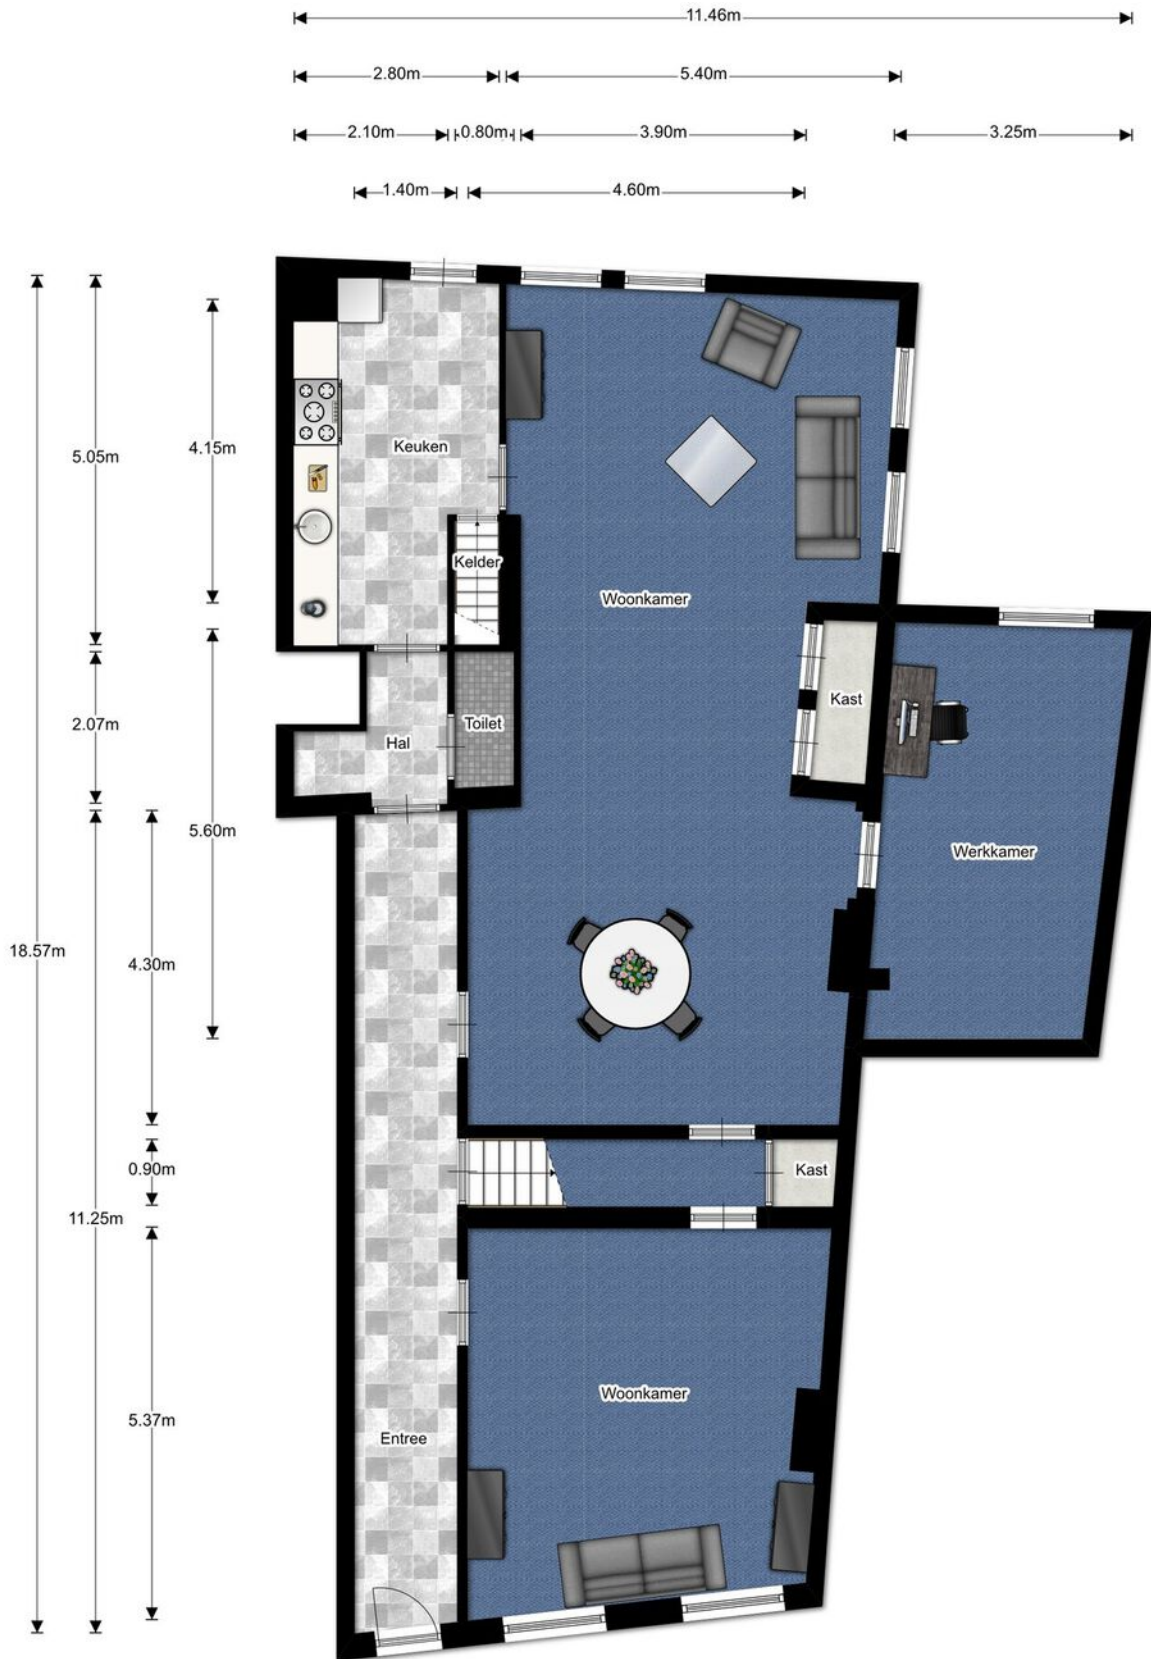 11.46m
2.80m
5.40m
2.10m
0.80m
3.90m
3.25m
1.40m
4.60m
Keuken
4.15m
5.05m
Kelder
Woonkamer
Kast
Toilet
2.07m
Hal
5.60m
Werkkamer
18.57m
4.30m
0.90m
Kast
11.25m
Woonkamer
5.37m
Entree